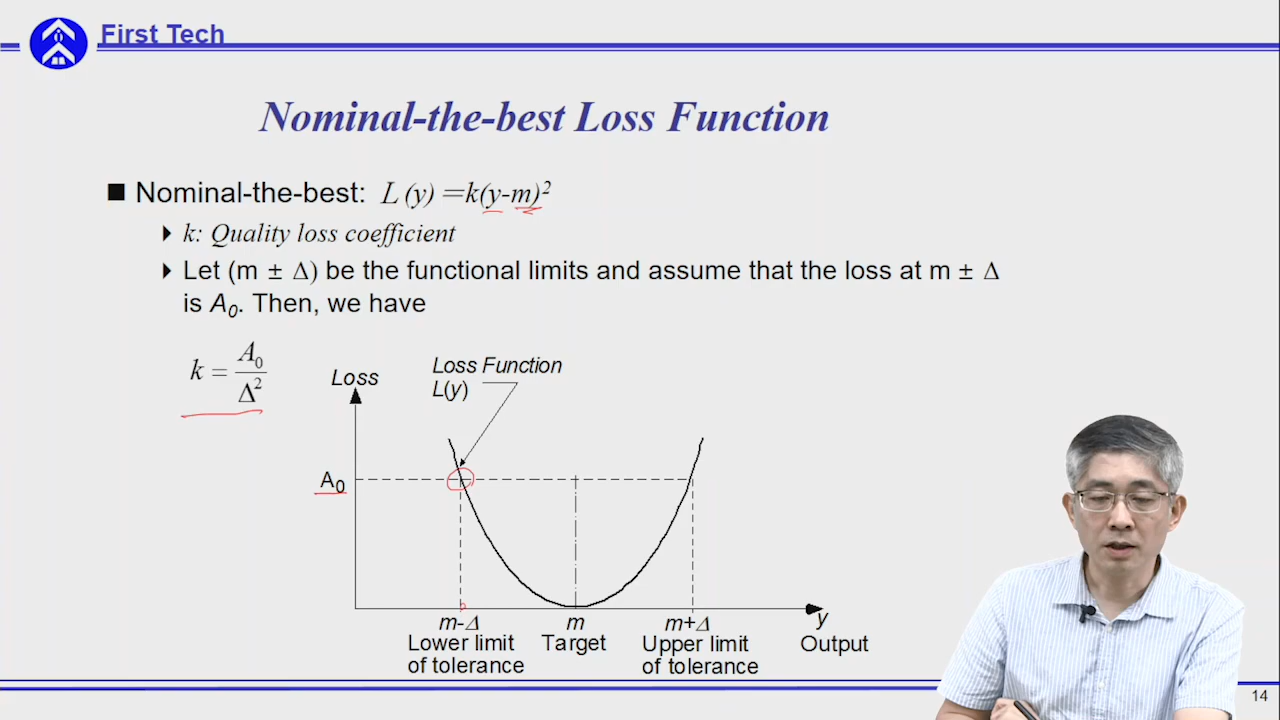 First Tech
Nominal-the-best Loss Function
■ Nominal-the-best: L (y) =k(y-m)²
k: Quality loss coefficient
Let (m ± Δ) be the functional limits and assume that the loss at m ± Δ
is A₀. Then, we have
k = A₀ / Δ²
Loss
Loss Function
L(y)
A₀
m-Δ
Lower limit
of tolerance
m
Target
m+Δ
Upper limit
of tolerance
y
Output
14